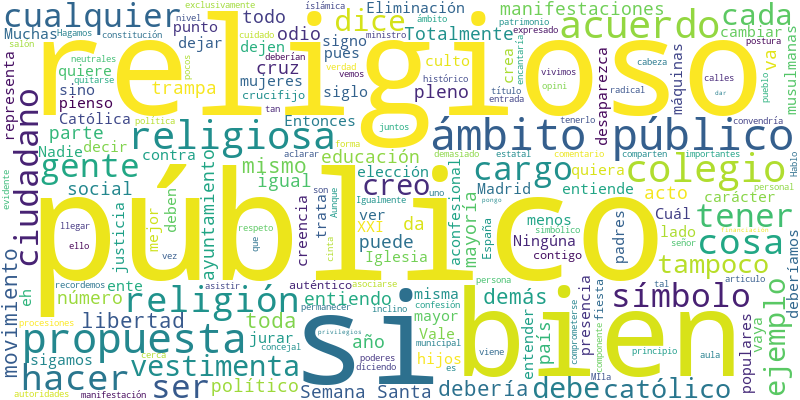 cualquier dice Eliminación manifestaciones
Muchas todo odio Totalmente acuerdo cada
religioso
punto dejar dejen signo pues culto crea cambiar
quiere cruz mujeres siglo pleno va
representa sino trampa crucifijo desaparezca máquinas musulmanas
pienso Católica Entonces
ciudadano parte decir religiosa ámbito público
Nadie contra educación
gente mismo igual elección creo cargo colegio
social ayuntamiento justicia mejor deben
público
creencia tratan ver XXI puede da Iglesia
aconfesional mayoría Madrid entiende menos Ningúna
quiera acto Cuál carácter lado padres tener cosa
tampoco deberíamos ejemplo
movimiento eh número ente religión entiendo demás
auténtico misma mayor Vale hijos
símbolo presencia país entender España contigo fiesta
propuesta libertad toda año si bien
sigamos vestimenta jurar
hacer ser político Semana Santa debería debe católico
populares vaya
nivel exclusivamente islámica ámbito patrimonio
Hagamos constitución cuidado ministro expresado postura
salón neutrales quitarse deberían verdad vemos histórico
encantaría vivimos cabeza radical calles pueblo dar
política tan pocos juntos título entrada opini tenerlo convendría
aclarar forma demasiado estatal comentario comparten importantes
evidente llegar ello vez respeto que son Aunque uno Igualmente
cinta pongo simbólico señor personal Hablo financiación
asistir permanecer asociarse persona confesión inclino
recordemos procesiones concejal privilegios municipal poderes
cerca diciendo viene es comprometerse componente principio
tal artículo aula MIla
autoridades manifestación